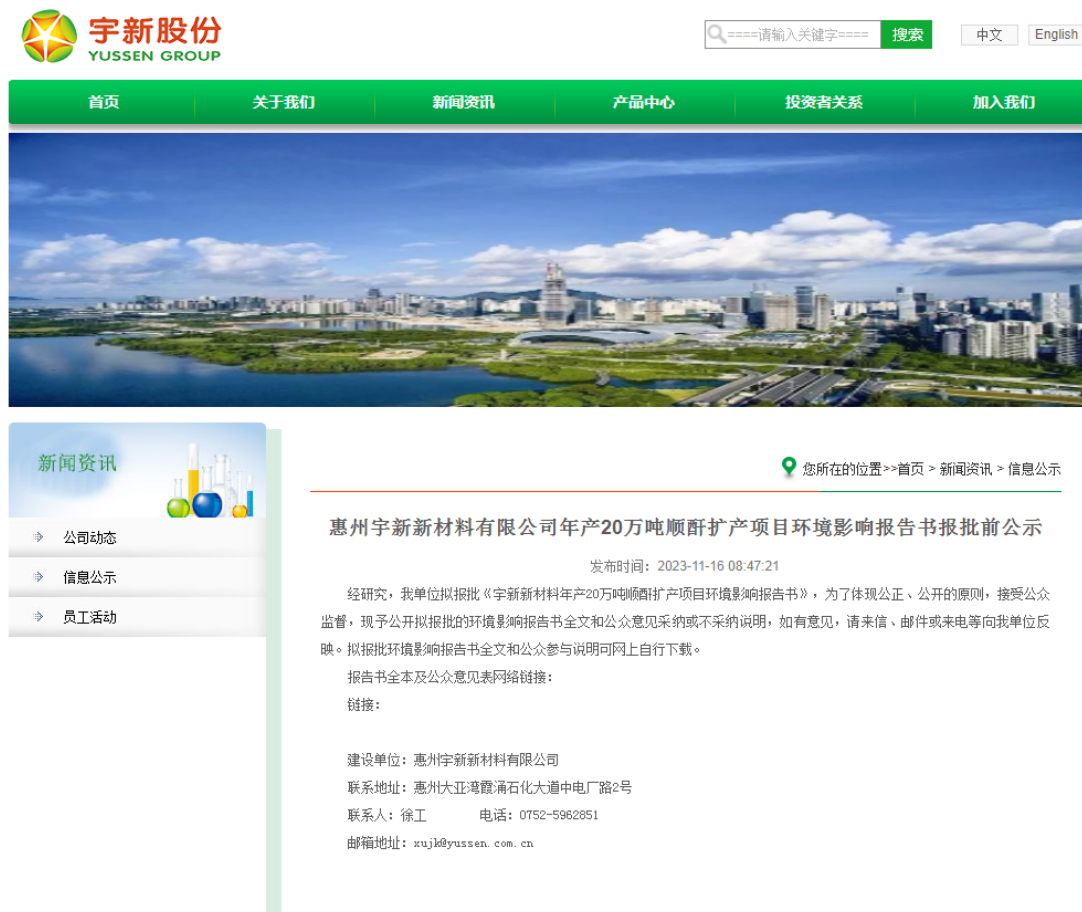 宇新股份
YUSSEN GROUP
====请输入关键字====
搜索
中文
English
首页
关于我们
新闻资讯
产品中心
投资者关系
加入我们
新闻资讯
公司动态
信息公示
员工活动
您所在的位置>>首页 > 新闻资讯 > 信息公示
惠州宇新新材料有限公司年产20万吨顺酐扩产项目环境影响报告书报批前公示
发布时间：2023-11-16 08:47:21
经研究，我单位拟报批《宇新新材料年产20万吨顺酐扩产项目环境影响报告书》，为了体现公正、公开的原则，接受公众
监督，现予公开拟报批的环境影响报告书全文和公众意见采纳或不采纳说明，如有意见，请来信、邮件或来电等向我单位反
映。拟报批环境影响报告书全文和公众参与说明可网上自行下载。
报告书全本及公众意见表网络链接：
链接：
建设单位：惠州宇新新材料有限公司
联系地址：惠州大亚湾霞涌石化大道中电厂路2号
联系人：徐工 电话：0752-5962851
邮箱地址：xujk@yussen.com.cn